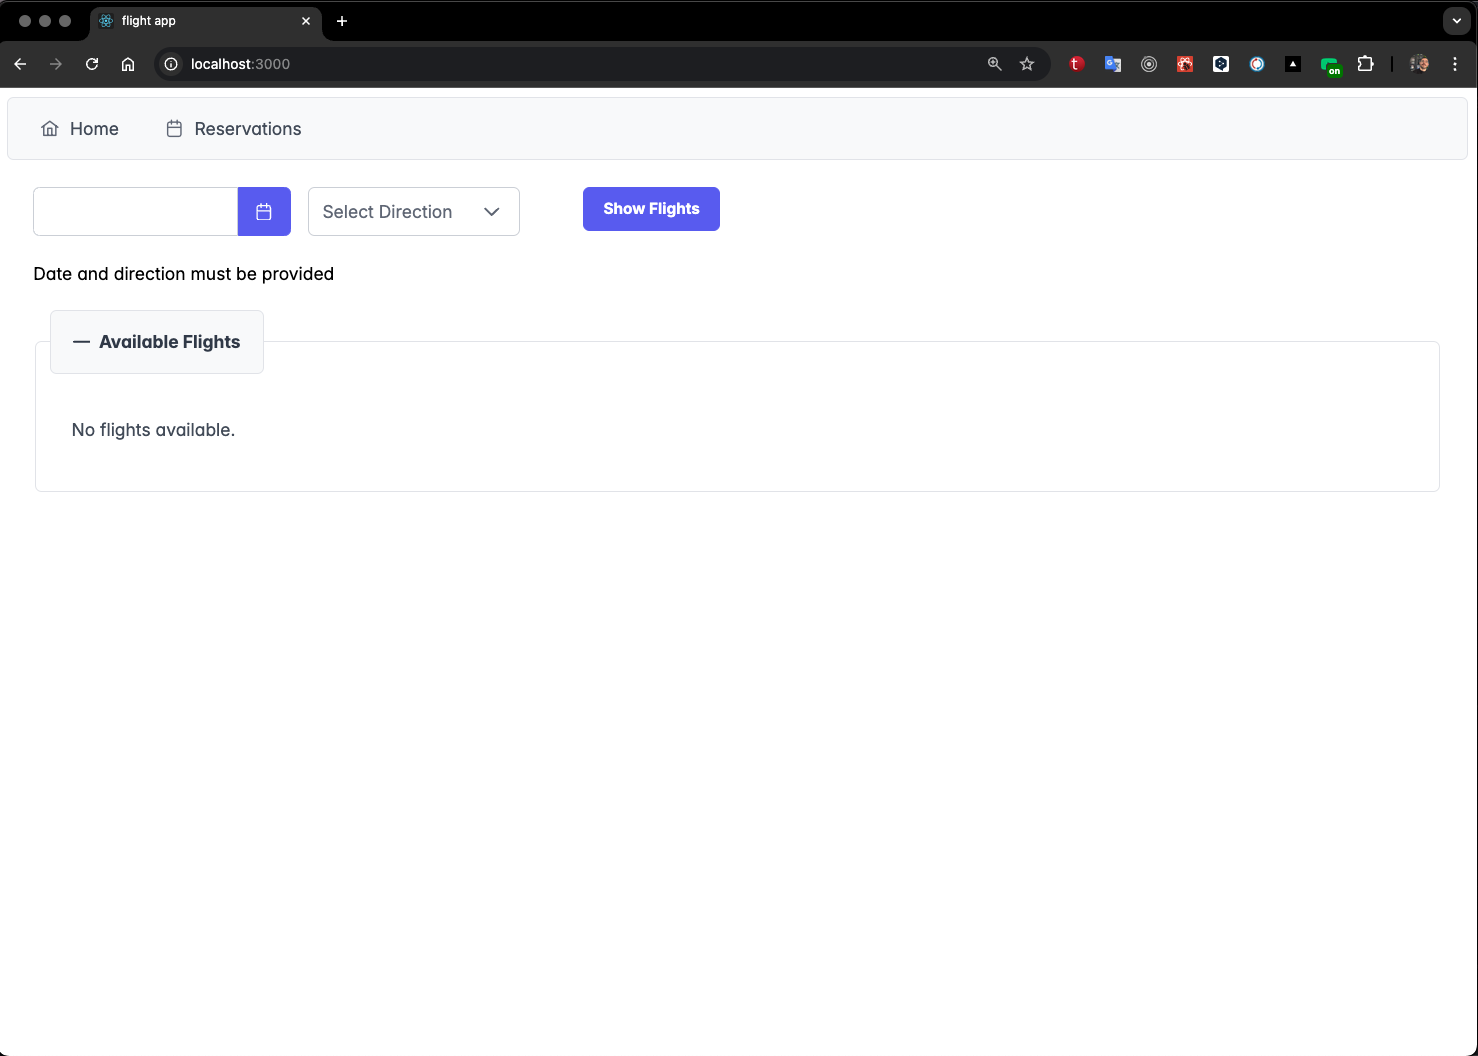 flight app
localhost:3000
on
Home
Reservations
Select Direction
Show Flights
Date and direction must be provided
Available Flights
No flights available.